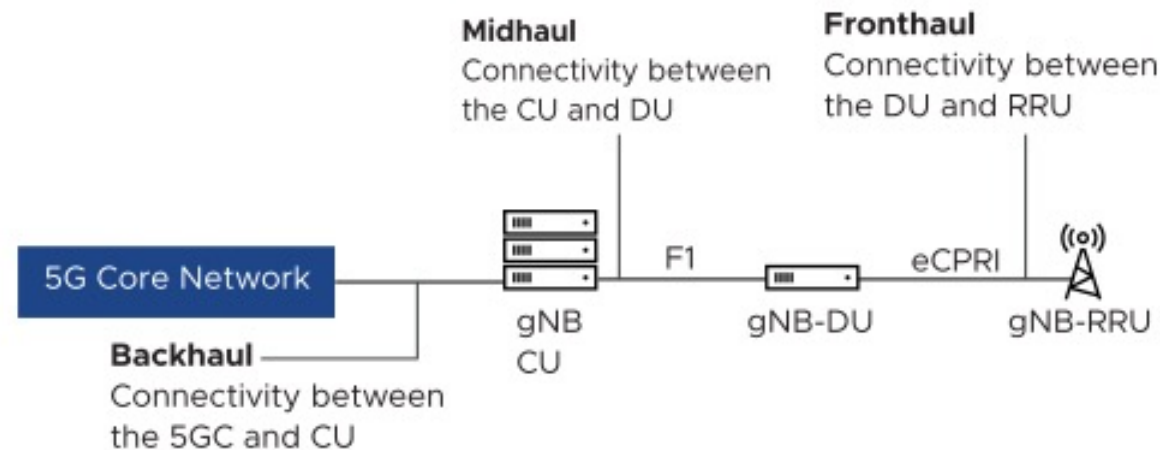 Midhaul
Connectivity between
the CU and DU
Fronthaul
Connectivity between
the DU and RRU
5G Core Network
F1
eCPRI
gNB
CU
gNB-DU
gNB-RRU
Backhaul
Connectivity between
the 5GC and CU